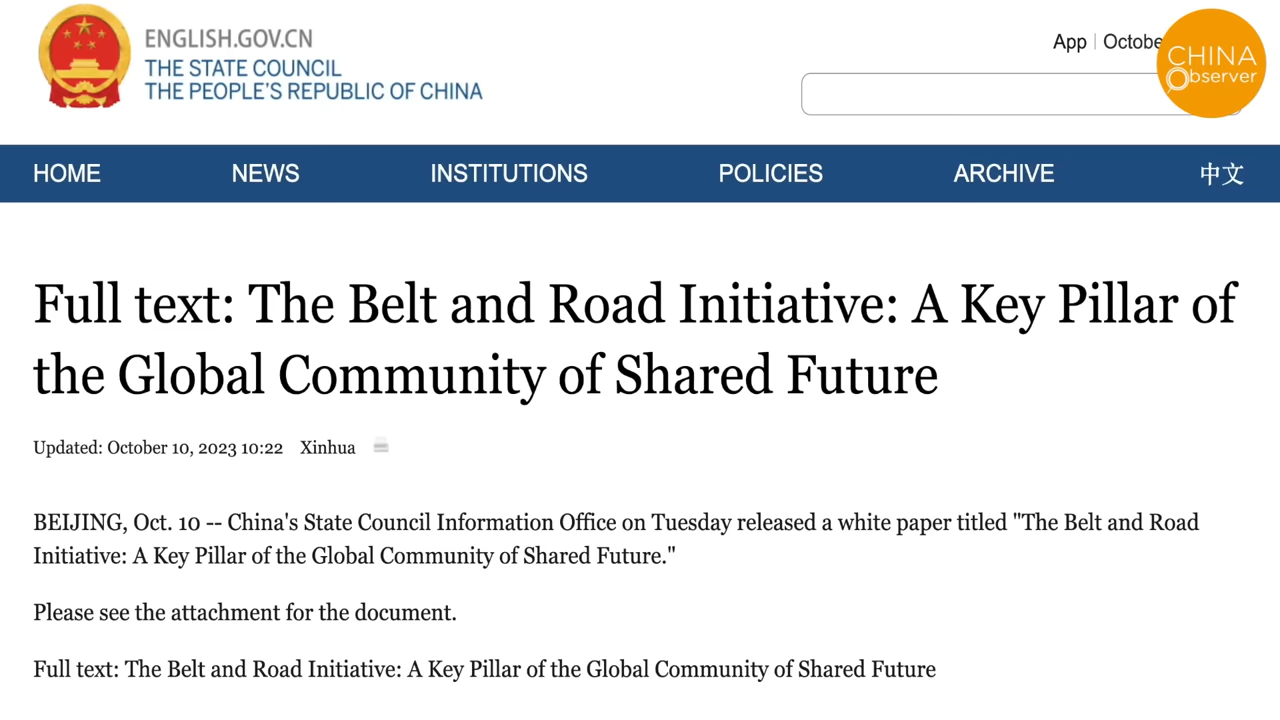 ENGLISH.GOV.CN
THE STATE COUNCIL
THE PEOPLE'S REPUBLIC OF CHINA
App | Octobe
CHINA
Observer
HOME NEWS INSTITUTIONS POLICIES ARCHIVE 中文
Full text: The Belt and Road Initiative: A Key Pillar of
the Global Community of Shared Future
Updated: October 10, 2023 10:22 Xinhua
BEIJING, Oct. 10 -- China's State Council Information Office on Tuesday released a white paper titled "The Belt and Road
Initiative: A Key Pillar of the Global Community of Shared Future."
Please see the attachment for the document.
Full text: The Belt and Road Initiative: A Key Pillar of the Global Community of Shared Future